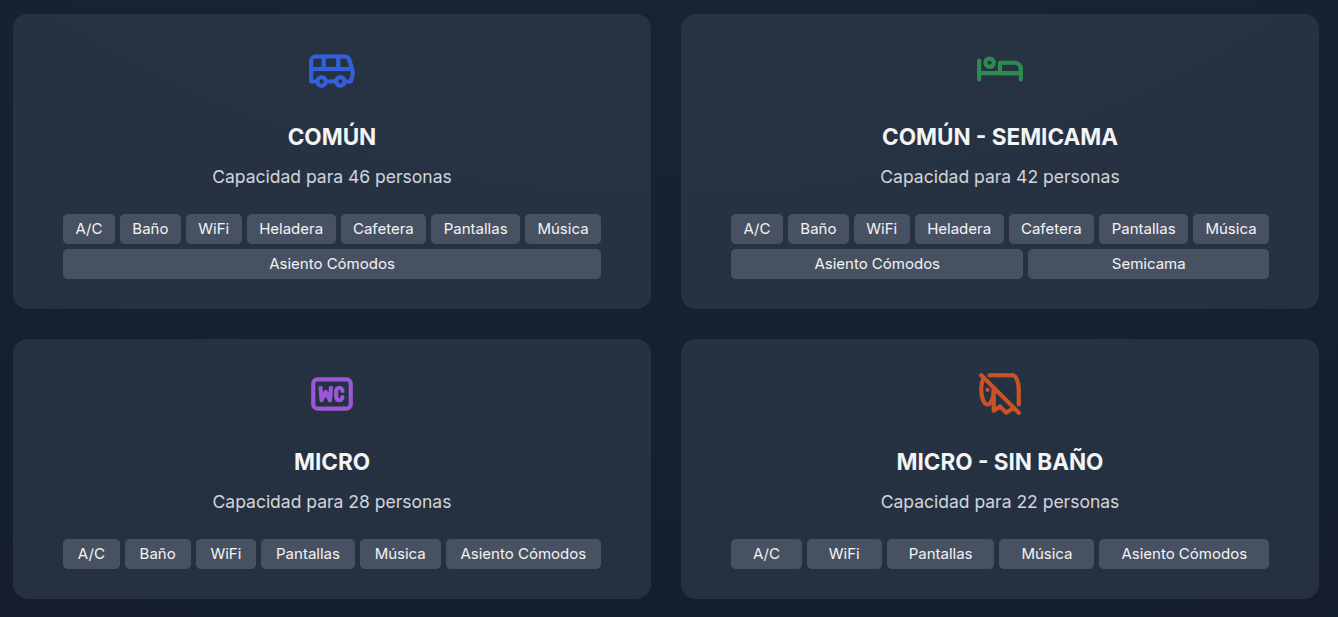 COMÚN
Capacidad para 46 personas
A/C Baño WiFi Heladera Cafetera Pantallas Música
Asiento Cómodos
COMÚN - SEMICAMA
Capacidad para 42 personas
A/C Baño WiFi Heladera Cafetera Pantallas Música
Asiento Cómodos Semicama
WC
MICRO
Capacidad para 28 personas
A/C Baño WiFi Pantallas Música Asiento Cómodos
MICRO - SIN BAÑO
Capacidad para 22 personas
A/C WiFi Pantallas Música Asiento Cómodos